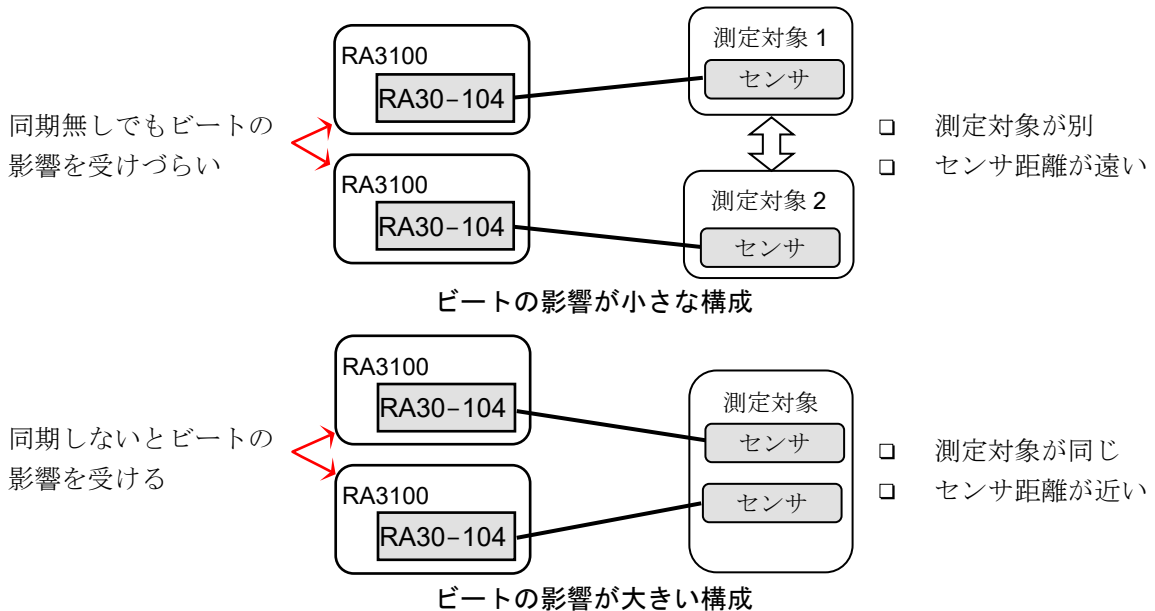 RA3100
RA30-104
測定対象 1
センサ
同期無しでもビートの
影響を受けづらい
❑ 測定対象が別
❑ センサ距離が遠い
RA3100
RA30-104
測定対象 2
センサ
ビートの影響が小さな構成
RA3100
RA30-104
測定対象
センサ
同期しないとビートの
影響を受ける
❑ 測定対象が同じ
❑ センサ距離が近い
RA3100
RA30-104
センサ
ビートの影響が大きい構成